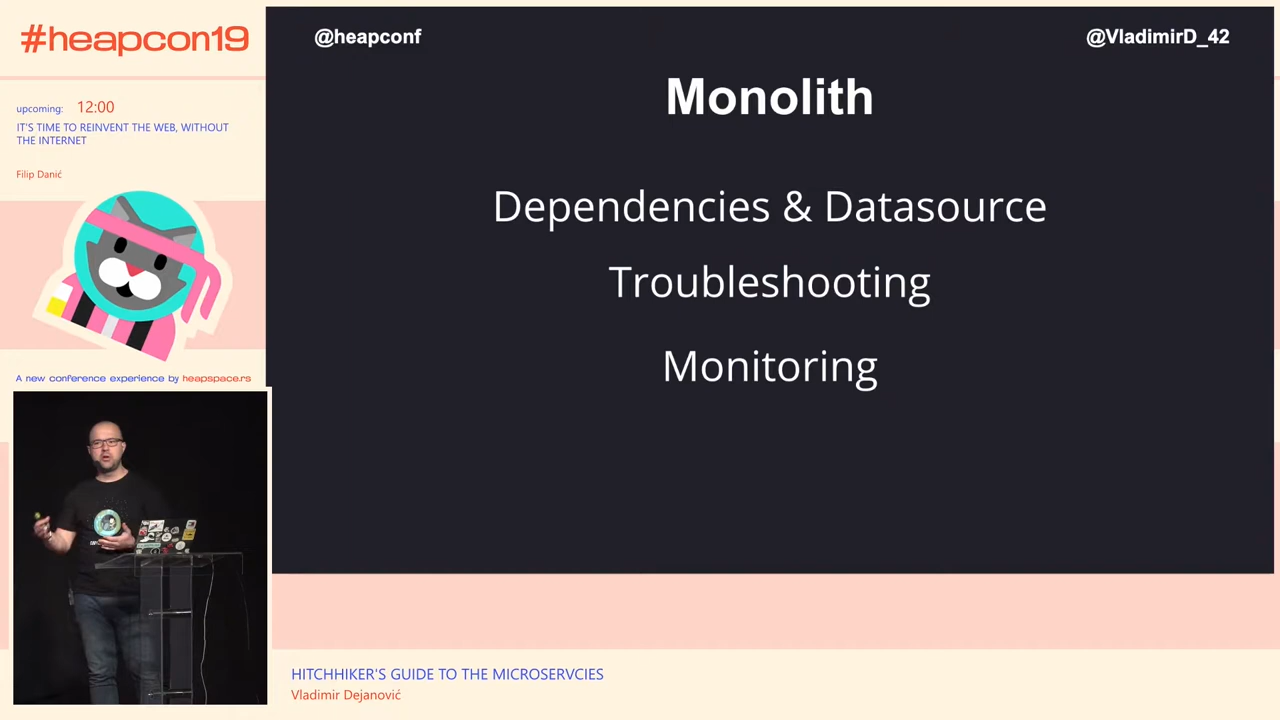 #heapcon19
upcoming: 12:00
IT'S TIME TO REINVENT THE WEB, WITHOUT
THE INTERNET
Filip Danić
A new conference experience by heapspace.rs
@heapconf
@VladimirD_42
Monolith
Dependencies & Datasource
Troubleshooting
Monitoring
HITCHHIKER'S GUIDE TO THE MICROSERVCIES
Vladimir Dejanović